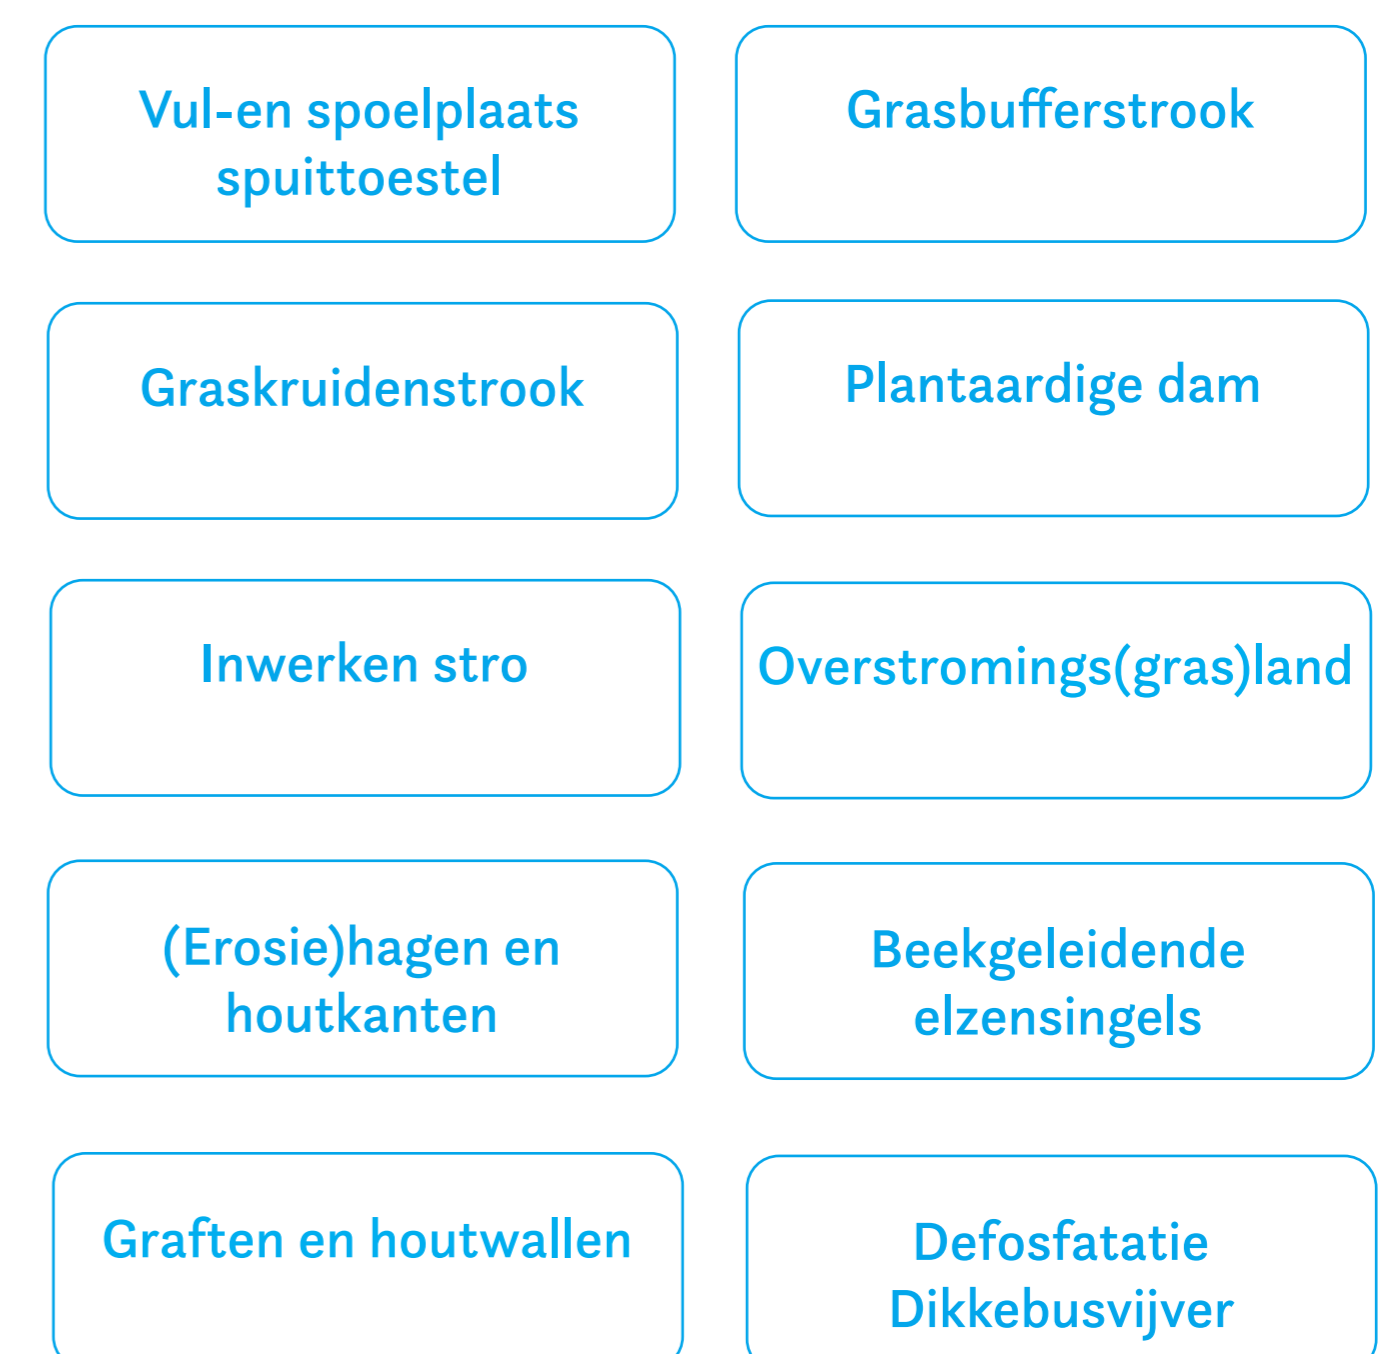 Vul-en spoelplaats
spuittoestel
Grasbufferstrook
Graskruidenstrook
Plantaardige dam
Inwerken stro
Overstromings(gras)land
(Erosie)hagen en
houtkanten
Beekgeleidende
elzensingels
Graften en houtwallen
Defosfatatie
Dikkebusvijver